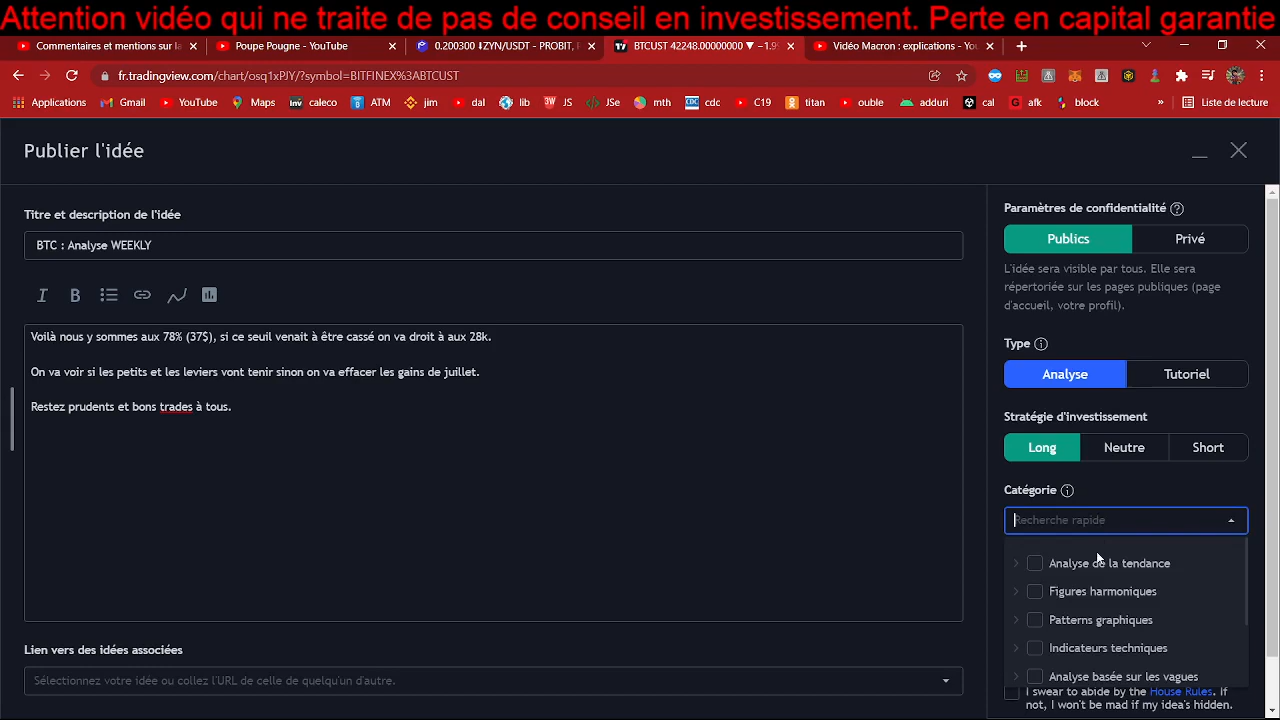 Attention vidéo qui ne traite de pas de conseil en investissement. Perte en capital garantie
Commentaires et mentions sur la
Poupe Pougne - YouTube
0.200300 ZYN/USDT - PROBIT,
BTCUST 42248.00000000 ▼ -1.9
Vidéo Macron : explications - You
fr.tradingview.com/chart/osq1xPJY/?symbol=BITFINEX%3ABTCUST
Applications
Gmail
YouTube
Maps
caleco
ATM
jim
dal
lib
JS
JSe
mth
cdc
C19
titan
ouble
adduri
cal
afk
block
»
Liste de lecture
Publier l'idée
Titre et description de l'idée
BTC : Analyse WEEKLY
Voilà nous y sommes aux 78% (37$), si ce seuil venait à être cassé on va droit à aux 28k.
On va voir si les petits et les leviers vont tenir sinon on va effacer les gains de juillet.
Restez prudents et bons trades à tous.
Lien vers des idées associées
Sélectionnez votre idée ou collez l'URL de celle de quelqu'un d'autre.
Paramètres de confidentialité
Publics
Privé
L'idée sera visible par tous. Elle sera
répertoriée sur les pages publiques (page
d'accueil, votre profil).
Type
Analyse
Tutoriel
Stratégie d'investissement
Long
Neutre
Short
Catégorie
Recherche rapide
Analyse de la tendance
Figures harmoniques
Patterns graphiques
Indicateurs techniques
Analyse basée sur les vagues
I swear to abide by the House Rules. If
not, I won't be mad if my idea's hidden.